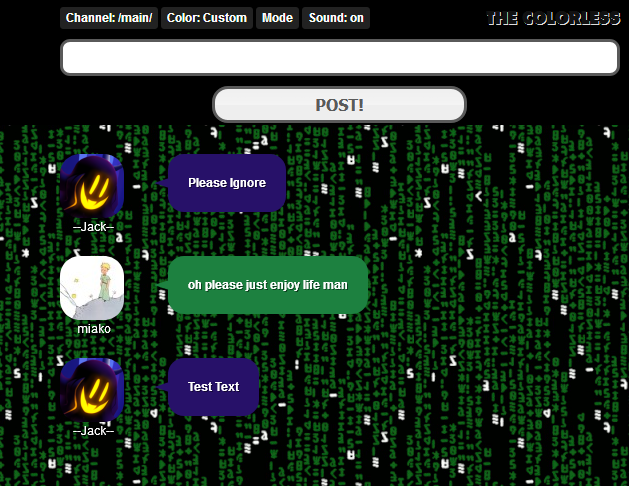 Channel: /main/ Color: Custom Mode Sound: on THE COLORLESS
POST!
Please Ignore
--Jack--
oh please just enjoy life man
miako
Test Text
--Jack--